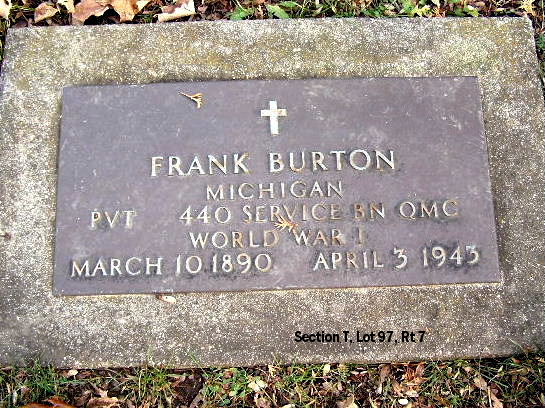 FRANK BURTON
MICHIGAN
PVT 440 SERVICE BN QMC
WORLD WAR I
MARCH 10 1890 APRIL 3 1943
Section T, Lot 97, Rt 7